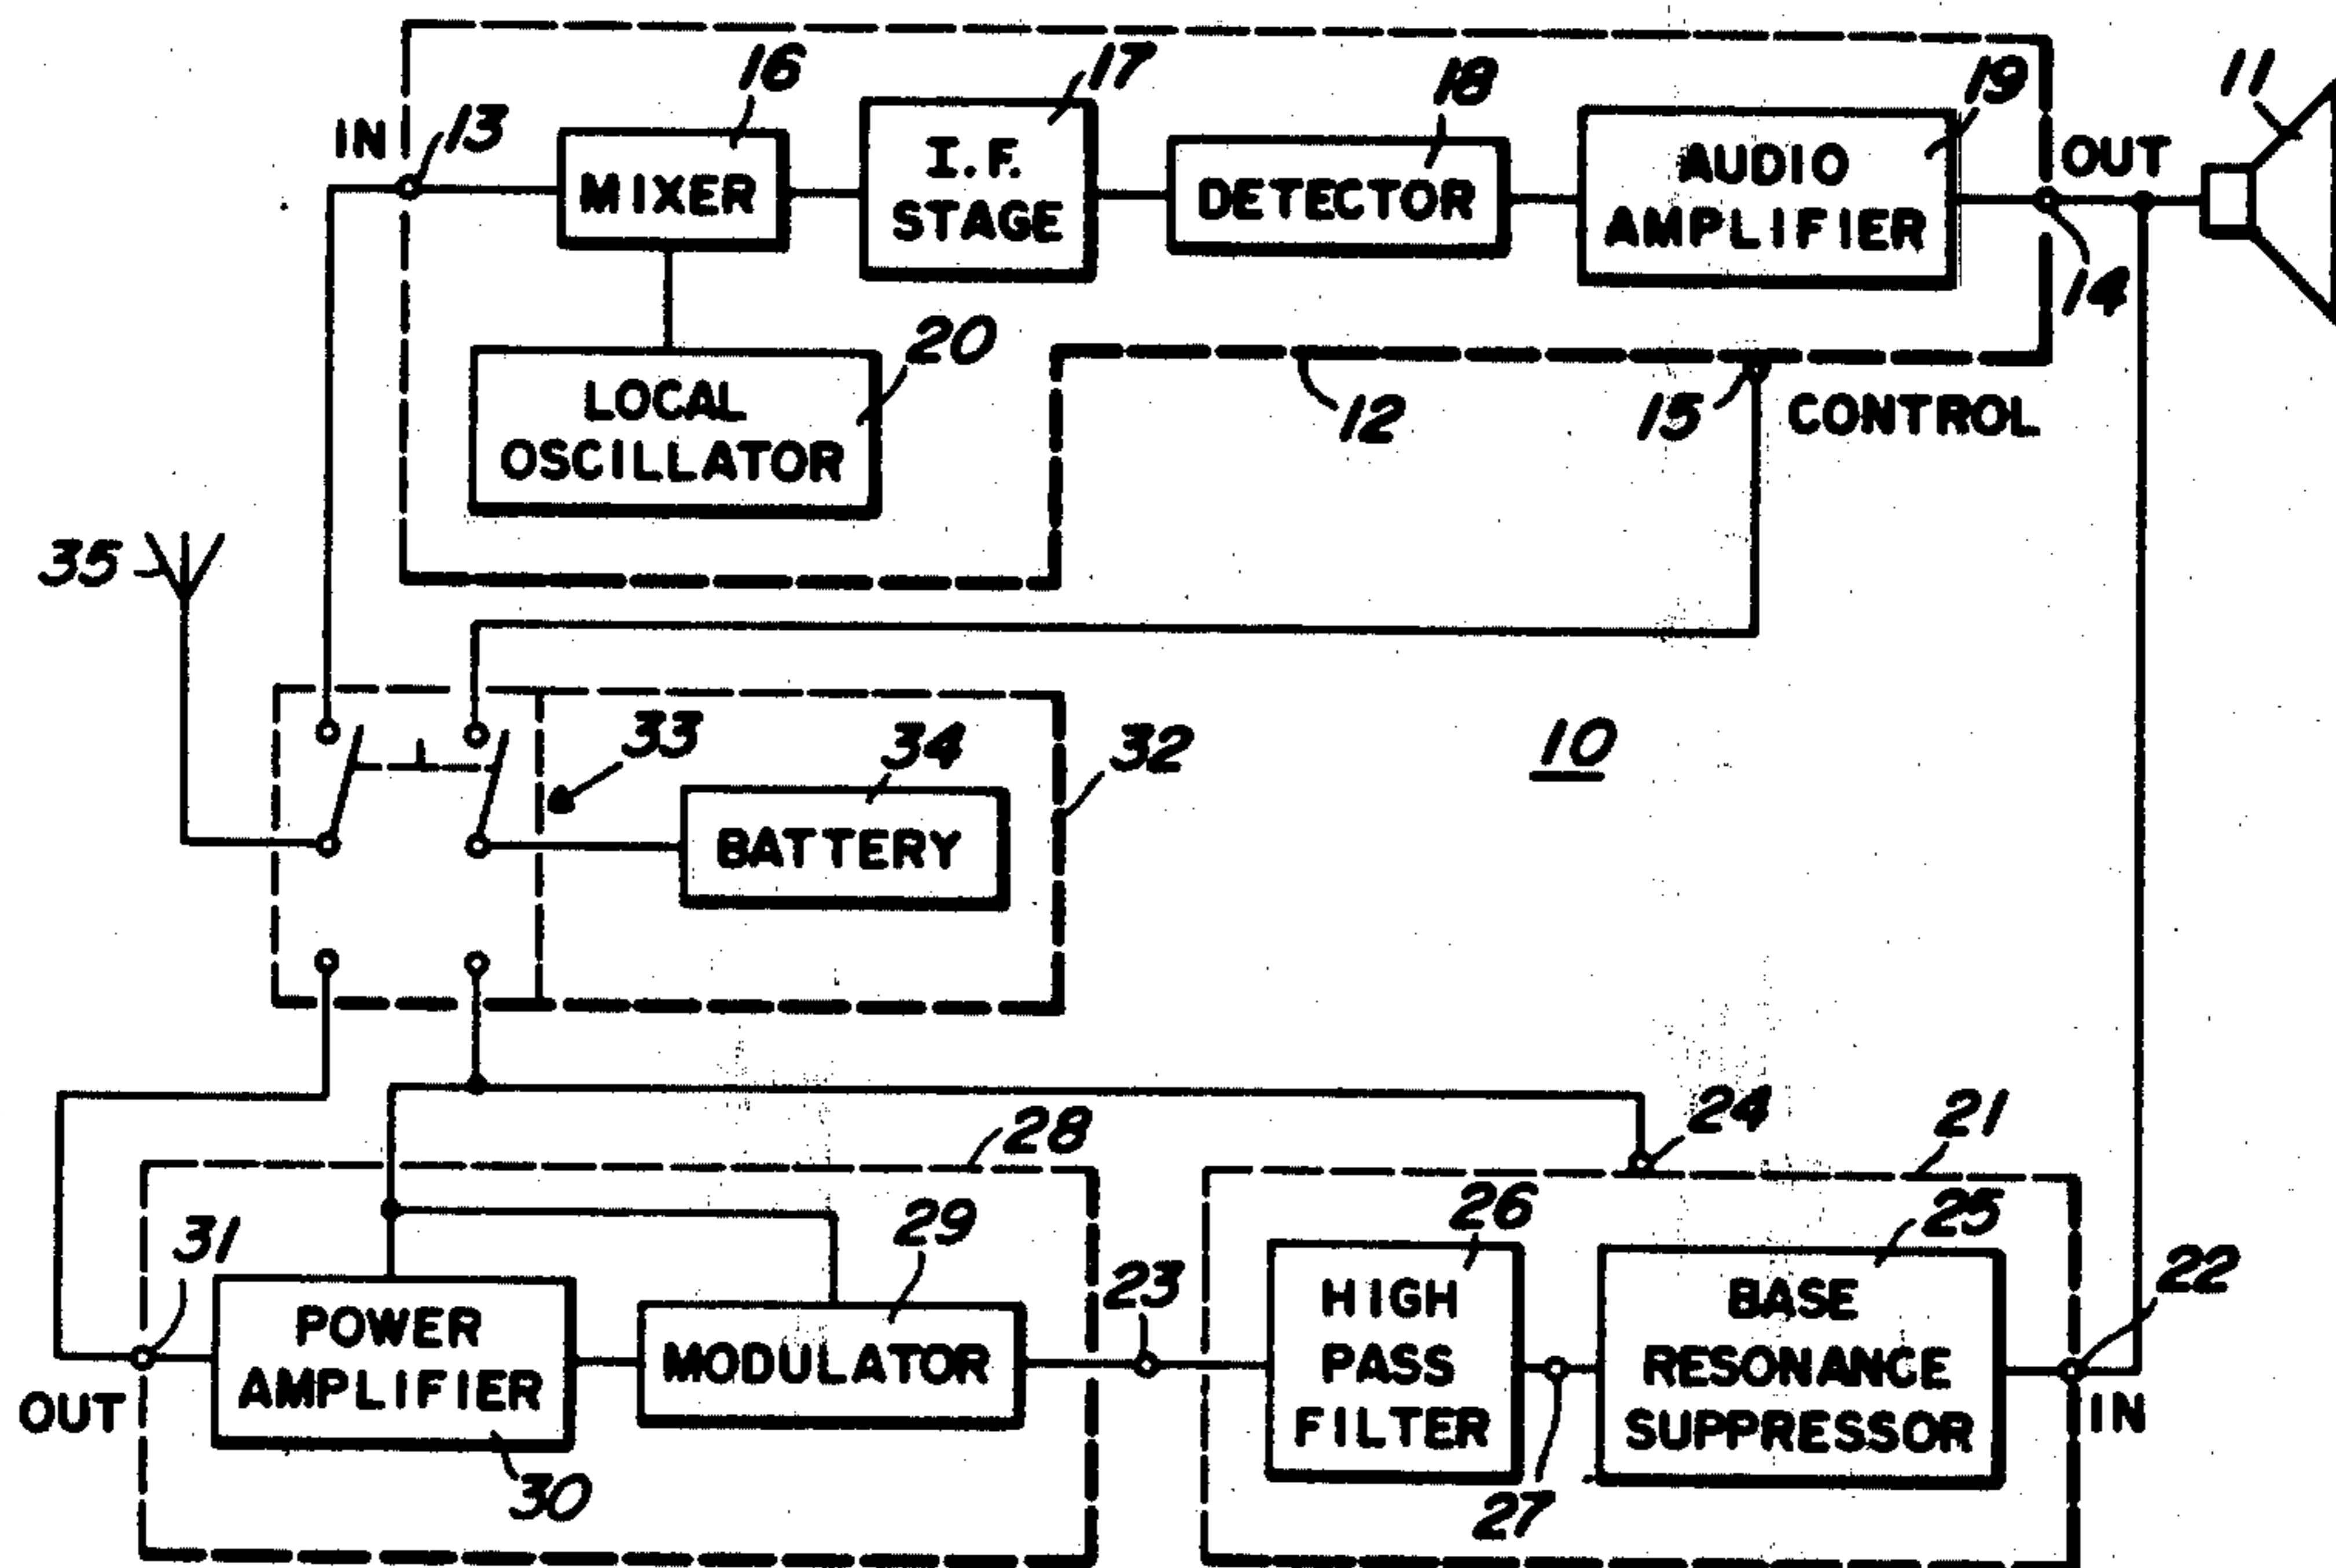 16
17
18
19
11
IN
13
MIXER
I.F.
STAGE
DETECTOR
AUDIO
AMPLIFIER
OUT
14
20
LOCAL
OSCILLATOR
12
15
CONTROL
35
33
34
32
10
BATTERY
28
24
21
31
29
26
25
23
22
POWER
AMPLIFIER
MODULATOR
HIGH
PASS
FILTER
BASE
RESONANCE
SUPPRESSOR
OUT
IN
30
27